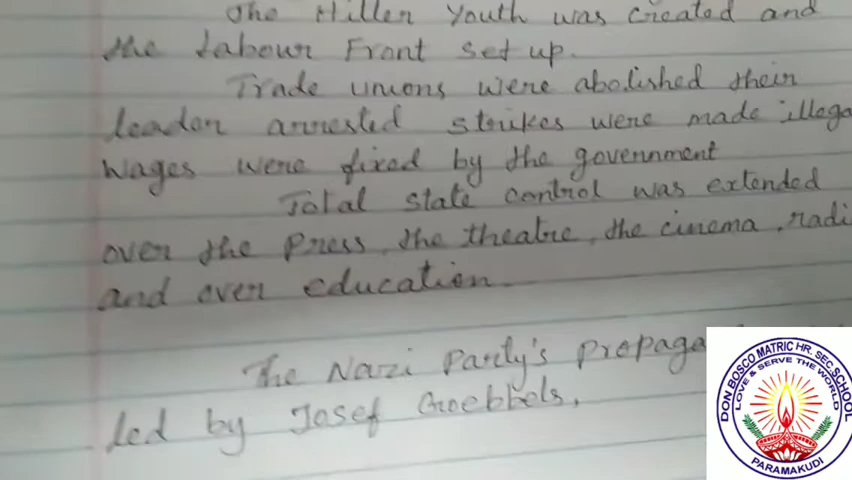 The Hitler Youth was created and
the Labour Front set up.
Trade unions were abolished their
leader arrested strikes were made illega
wages were fixed by the government
Total state control was extended
over the press, the theatre, the cinema, radi
and over education.
The Nazi Party's propaga
led by Josef Goebbels,
DON BOSCO MATRIC HR. SEC. SCHOOL
LOVE & SERVE THE WORLD
PARAMAKUDI